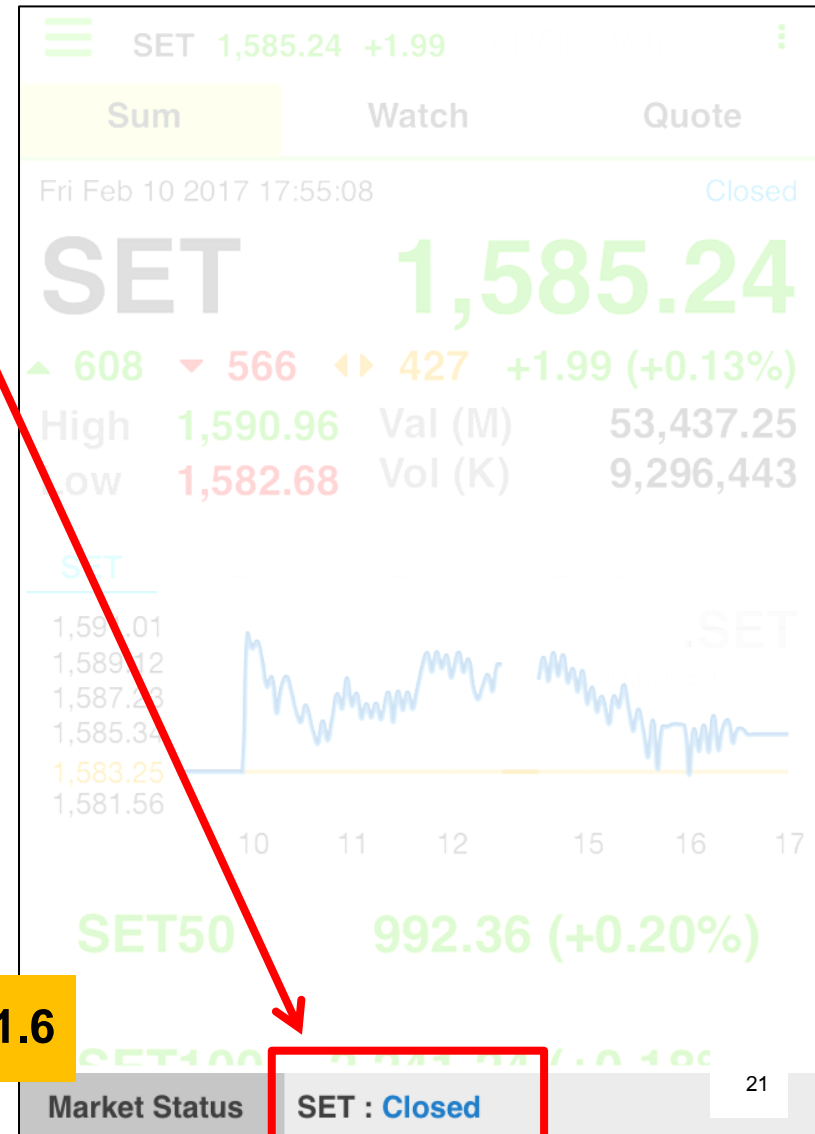 SET 1,585.24 +1.99
Sum Watch Quote
Fri Feb 10 2017 17:55:08 Closed
SET 1,585.24
608 566 427 +1.99 (+0.13%)
High 1,590.96 Val (M) 53,437.25
Low 1,582.68 Vol (K) 9,296,443
SET
.SET
1,589.12
1,587.23
1,585.34
1,583.25
1,581.56
10 11 12 15 16 17
SET50 992.36 (+0.20%)
1.6
SET100
21
Market Status SET : Closed